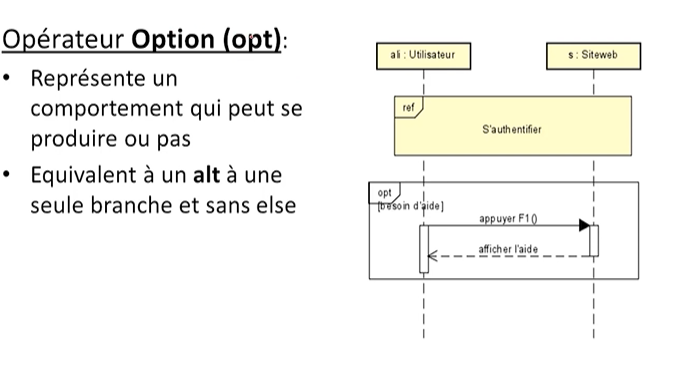 Opérateur Option (opt):
• Représente un
comportement qui peut se
produire ou pas
• Equivalent à un alt à une
seule branche et sans else
ali : Utilisateur
s : Siteweb
ref
S'authentifier
opt
[besoin d'aide]
appuyer F1()
afficher l'aide